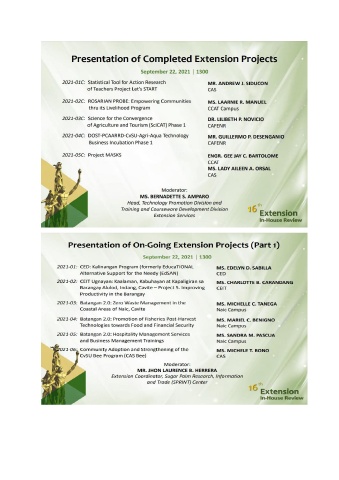 Presentation of Completed Extension Projects
September 22, 2021 | 1300
2021-01C: Statistical Tool for Action Research
of Teachers Project Let's START
MR. ANDREW J. SIDUCON
CAS
2021-02C: ROSARIAN PROBE: Empowering Communities
thru its Livelihood Program
MS. LAARNIE R. MANUEL
CCAT Campus
2021-03C: Science for the Convergence
of Agriculture and Tourism (SciCAT) Phase 1
DR. LILIBETH P. NOVICIO
CAFENR
2021-04C: DOST-PCAARRD-CvSU-Agri-Aqua Technology
Business Incubation Phase 1
MR. GUILLERMO P. DESENGANIO
CAFENR
2021-05C: Project MASKS
ENGR. GEE JAY C. BARTOLOME
CCAT
MS. LADY AILEEN A. ORSAL
CAS
Moderator:
MS. BERNADETTE S. AMPARO
Head, Technology Promotion Division and
Training and Courseware Development Division
Extension Services
16th
Extension
In-House Review
Presentation of On-Going Extension Projects (Part 1)
September 22, 2021 | 1300
2021-01: CED: Kalinangan Program (formerly EducaTIONAL
Alternative Support for the Needy (EdSAN)
MS. EDELYN D. SABILLA
CED
2021-02: CEIT Ugnayan: Kaalaman, Kabuhayan at Kapaligiran sa
Barangay Alulod, Indang, Cavite – Project 5. Improving
Productivity in the Barangay
MS. CHARLOTTE B. CARANDANG
CEIT
2021-03: Batangan 2.0: Zero Waste Management in the
Coastal Areas of Naic, Cavite
MS. MICHELLE C. TANEGA
Naic Campus
2021-04: Batangan 2.0: Promotion of Fisheries Post-Harvest
Technologies towards Food and Financial Security
MS. MARIEL C. BENIGNO
Naic Campus
2021-05: Batangan 2.0: Hospitality Management Services
and Business Management Trainings
MS. SANDRA M. PASCUA
Naic Campus
2021-06: Community Adoption and Strengthening of the
CvSU Bee Program (CAS Bee)
MS. MICHELE T. BONO
CAS
Moderator:
MR. JHON LAURENCE B. HERRERA
Extension Coordinator, Sugar Palm Research, Information
and Trade (SPRINT) Center
16th
Extension
In-House Review